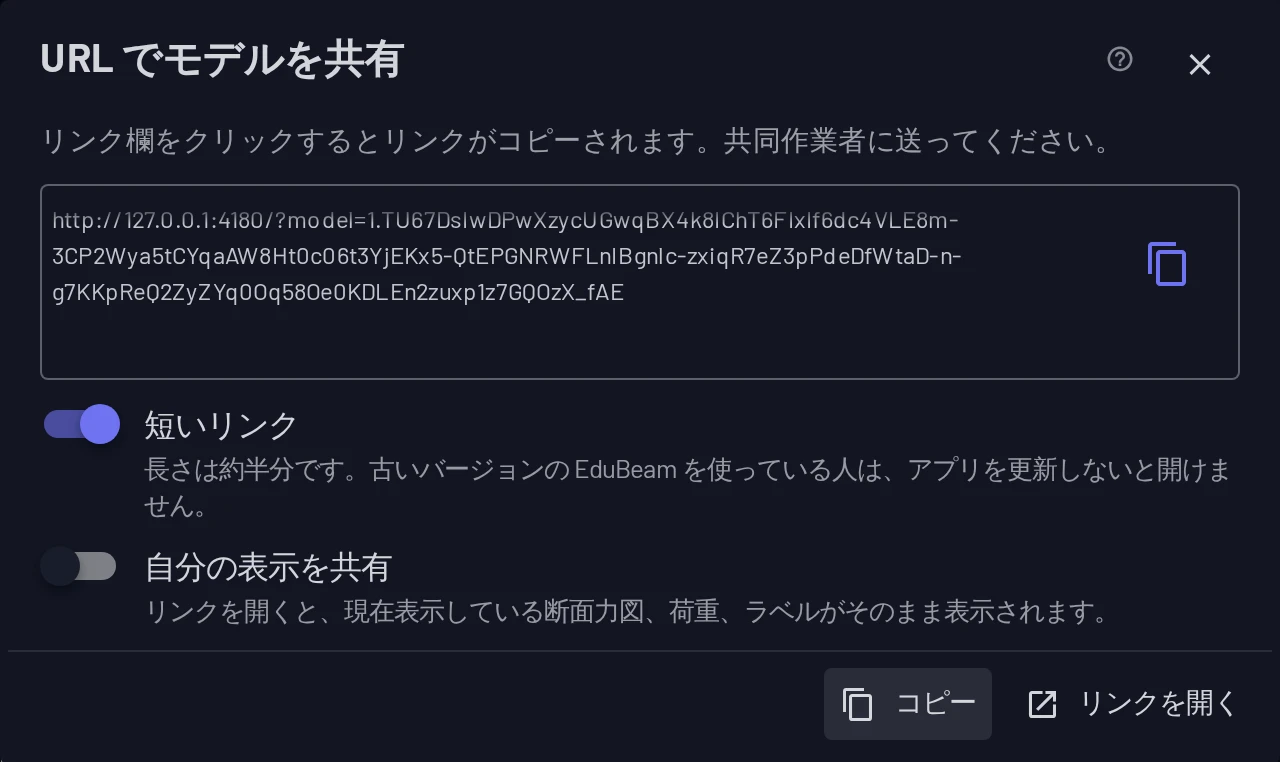 URL でモデルを共有
リンク欄をクリックするとリンクがコピーされます。共同作業者に送ってください。
http://127.0.0.1:4180/?model=1.TU67DsIwDPwXzycUGwqBX4k8IChT6FIxIf6dc4VLE8m-
3CP2Wya5tCYqaAW8Ht0c06t3YjEKx5-QtEPGNRWFLnIBgnIc-zxiqR7eZ3pPdeDfWtaD-n-
g7KKpReQ2ZyZYq0Oq58Oe0KDLEn2zuxp1z7GQOzX_fAE
短いリンク
長さは約半分です。古いバージョンの EduBeam を使っている人は、アプリを更新しないと開けま
せん。
自分の表示を共有
リンクを開くと、現在表示している断面力図、荷重、ラベルがそのまま表示されます。
コピー
リンクを開く